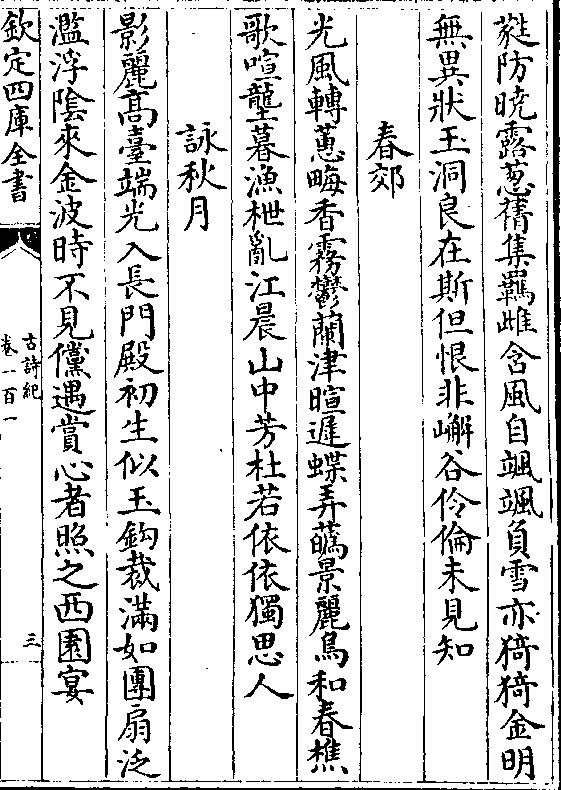 蕤防曉露葱蒨集羈雌含風自颯颯負雪亦猗猗金明
無異狀玉洞良在斯但恨非嶰谷伶倫未見知
春郊
光風轉蕙畹香霧鬱蘭津暄遲蝶弄蘤景麗鳥和春樵
歌喧壟暮漁枻亂江晨山中芳杜若依依獨思人
詠秋月
影麗高臺端光入長門殿初生似玉鈎裁滿如團扇泛
濫浮陰來金波時不見儻遇賞心者照之西園宴
欽定四庫全書
古詩紀
卷一百一
三